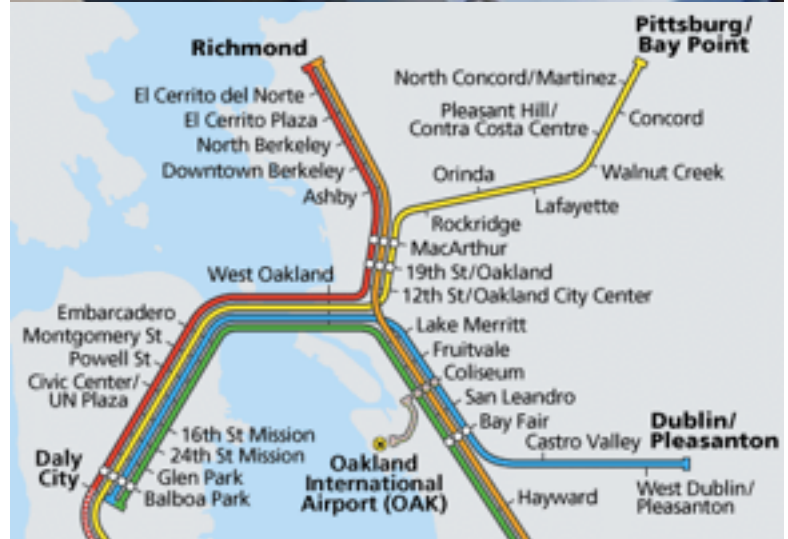 Richmond
El Cerrito del Norte
El Cerrito Plaza
North Berkeley
Downtown Berkeley
Ashby
Pittsburg/
Bay Point
North Concord/Martinez
Concord
Pleasant Hill/
Contra Costa Centre
Walnut Creek
Orinda
Lafayette
Rockridge
MacArthur
19th St/Oakland
12th St/Oakland City Center
West Oakland
Embarcadero
Montgomery St
Powell St
Civic Center/
UN Plaza
16th St Mission
24th St Mission
Glen Park
Balboa Park
Daly
City
Lake Merritt
Fruitvale
Coliseum
San Leandro
Bay Fair
Castro Valley
Dublin/
Pleasanton
West Dublin/
Pleasanton
Oakland
International
Airport (OAK)
Hayward